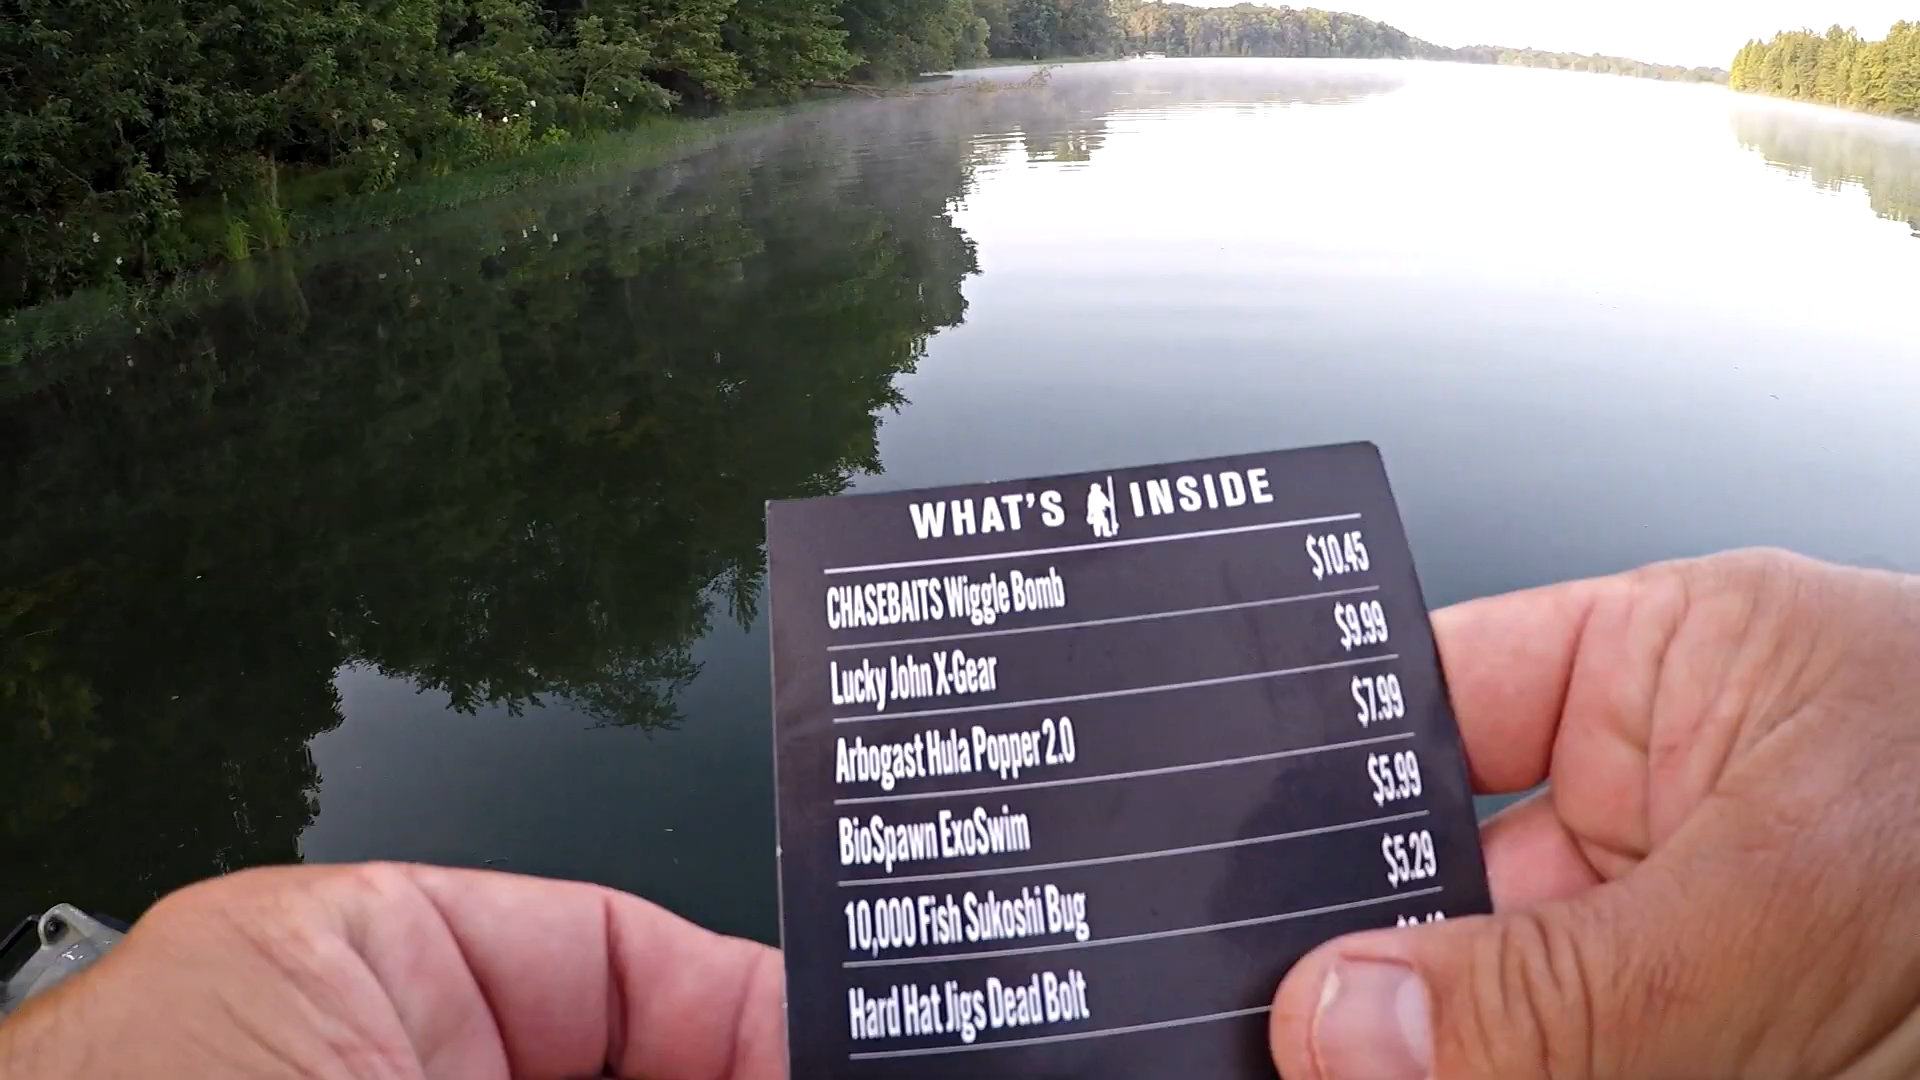 WHAT'S INSIDE
CHASEBAITS Wiggle Bomb $10.45
Lucky John X-Gear $9.99
Arbogast Hula Popper 2.0 $7.99
BioSpawn ExoSwim $5.99
10,000 Fish Sukoshi Bug $5.29
Hard Hat Jigs Dead Bolt